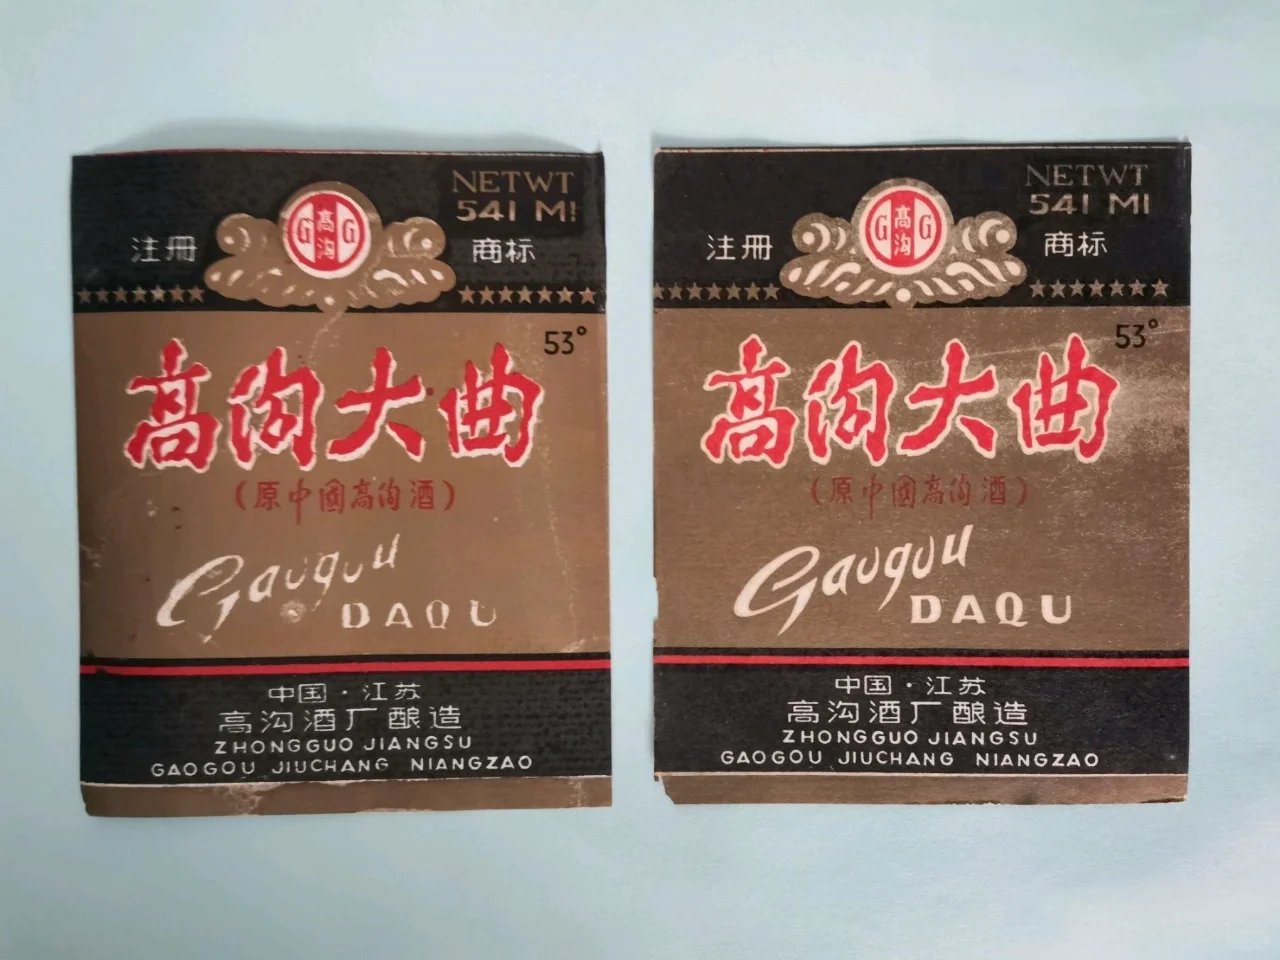 NETWT
541 Ml
G 高沟 G
注册 商标
53°
高沟大曲
(原中國高沟酒)
Gaogou
DAQU
中国·江苏
高沟酒厂酿造
ZHONGGUO JIANGSU
GAOGOU JIUCHANG NIANGZAO
NETWT
541 Ml
G 高沟 G
注册 商标
53°
高沟大曲
(原中國高沟酒)
Gaogou
DAQU
中国·江苏
高沟酒厂酿造
ZHONGGUO JIANGSU
GAOGOU JIUCHANG NIANGZAO